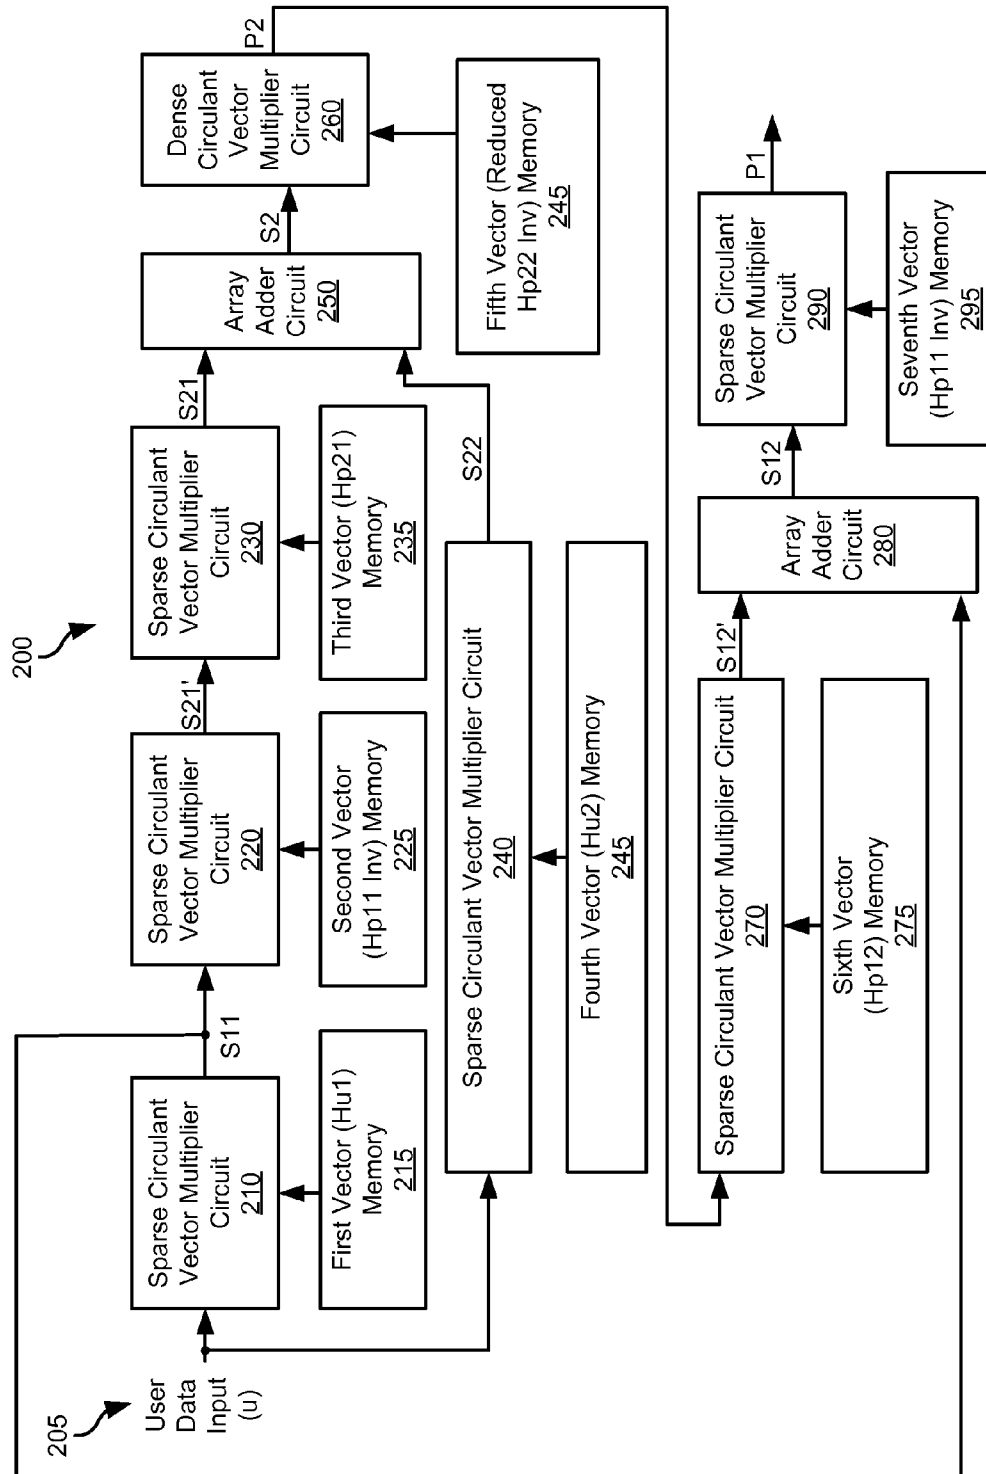 200
205
User
Data
Input
(u)
Sparse Circulant
Vector Multiplier
Circuit
210
First Vector (Hu1)
Memory
215
S11
Sparse Circulant
Vector Multiplier
Circuit
220
Second Vector
(Hp11 Inv) Memory
225
S21'
Sparse Circulant
Vector Multiplier
Circuit
230
Third Vector (Hp21)
Memory
235
S21
Array
Adder
Circuit
250
S2
Dense
Circulant
Vector
Multiplier
Circuit
260
P2
Fifth Vector (Reduced
Hp22 Inv) Memory
245
Sparse Circulant Vector Multiplier Circuit
240
S22
Fourth Vector (Hu2) Memory
245
Sparse Circulant Vector Multiplier Circuit
270
Sixth Vector
(Hp12) Memory
275
S12'
Array
Adder
Circuit
280
S12
Sparse Circulant
Vector Multiplier
Circuit
290
P1
Seventh Vector
(Hp11 Inv) Memory
295